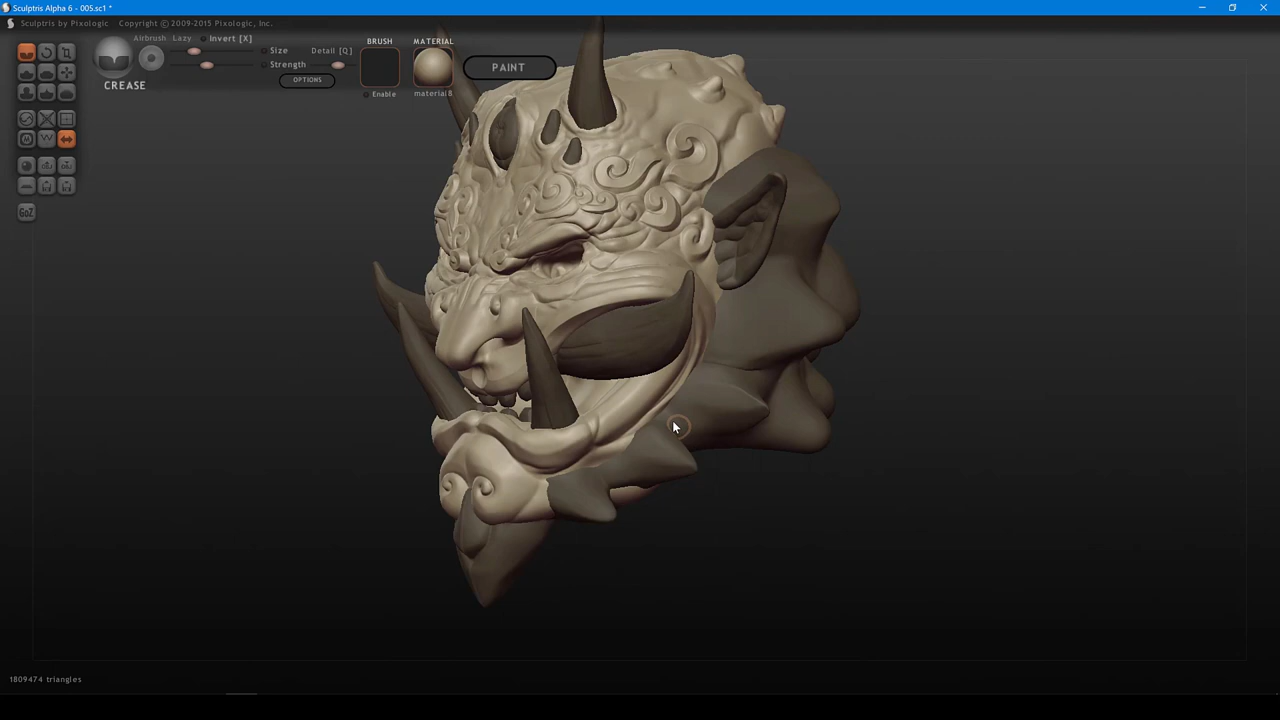 Sculptris Alpha 6 - 005.sc1 *
Sculptris by Pixologic Copyright © 2009-2015 Pixologic, Inc.
Airbrush Lazy Invert [X]
Size Detail [Q]
Strength
OPTIONS
CREASE
BRUSH
Enable
MATERIAL
material8
PAINT
GoZ
1809474 triangles